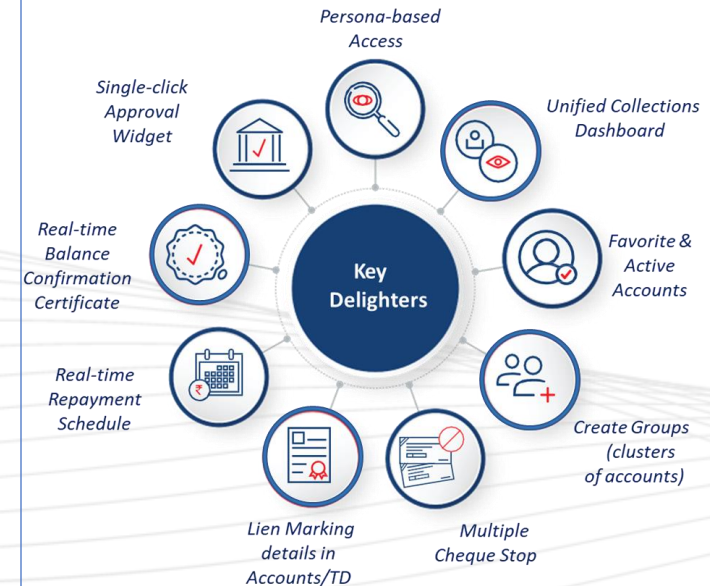 Persona-based
Access
Single-click
Approval
Widget
Unified Collections
Dashboard
Real-time
Balance
Confirmation
Certificate
Favorite &
Active
Accounts
Key
Delighters
₹
Real-time
Repayment
Schedule
Create Groups
(clusters
of accounts)
Lien Marking
details in
Accounts/TD
Multiple
Cheque Stop